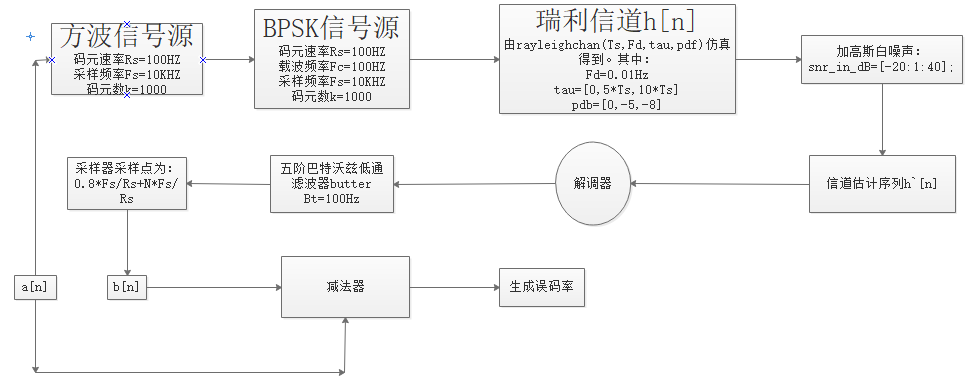 方波信号源
码元速率Rs=100HZ
采样频率Fs=10KHZ
码元数k=1000
BPSK信号源
码元速率Rs=100HZ
载波频率Fc=100HZ
采样频率Fs=10KHZ
码元数k=1000
瑞利信道h[n]
由rayleighchan(Ts,Fd,tau,pdf)仿真
得到。其中：
Fd=0.01Hz
tau=[0,5*Ts,10*Ts]
pdb=[0,-5,-8]
加高斯白噪声：
snr_in_dB=[-20:1:40];
采样器采样点为：
0.8*Fs/Rs+N*Fs/
Rs
五阶巴特沃兹低通
滤波器butter
Bt=100Hz
解调器
信道估计序列h`[n]
a[n]
b[n]
减法器
生成误码率